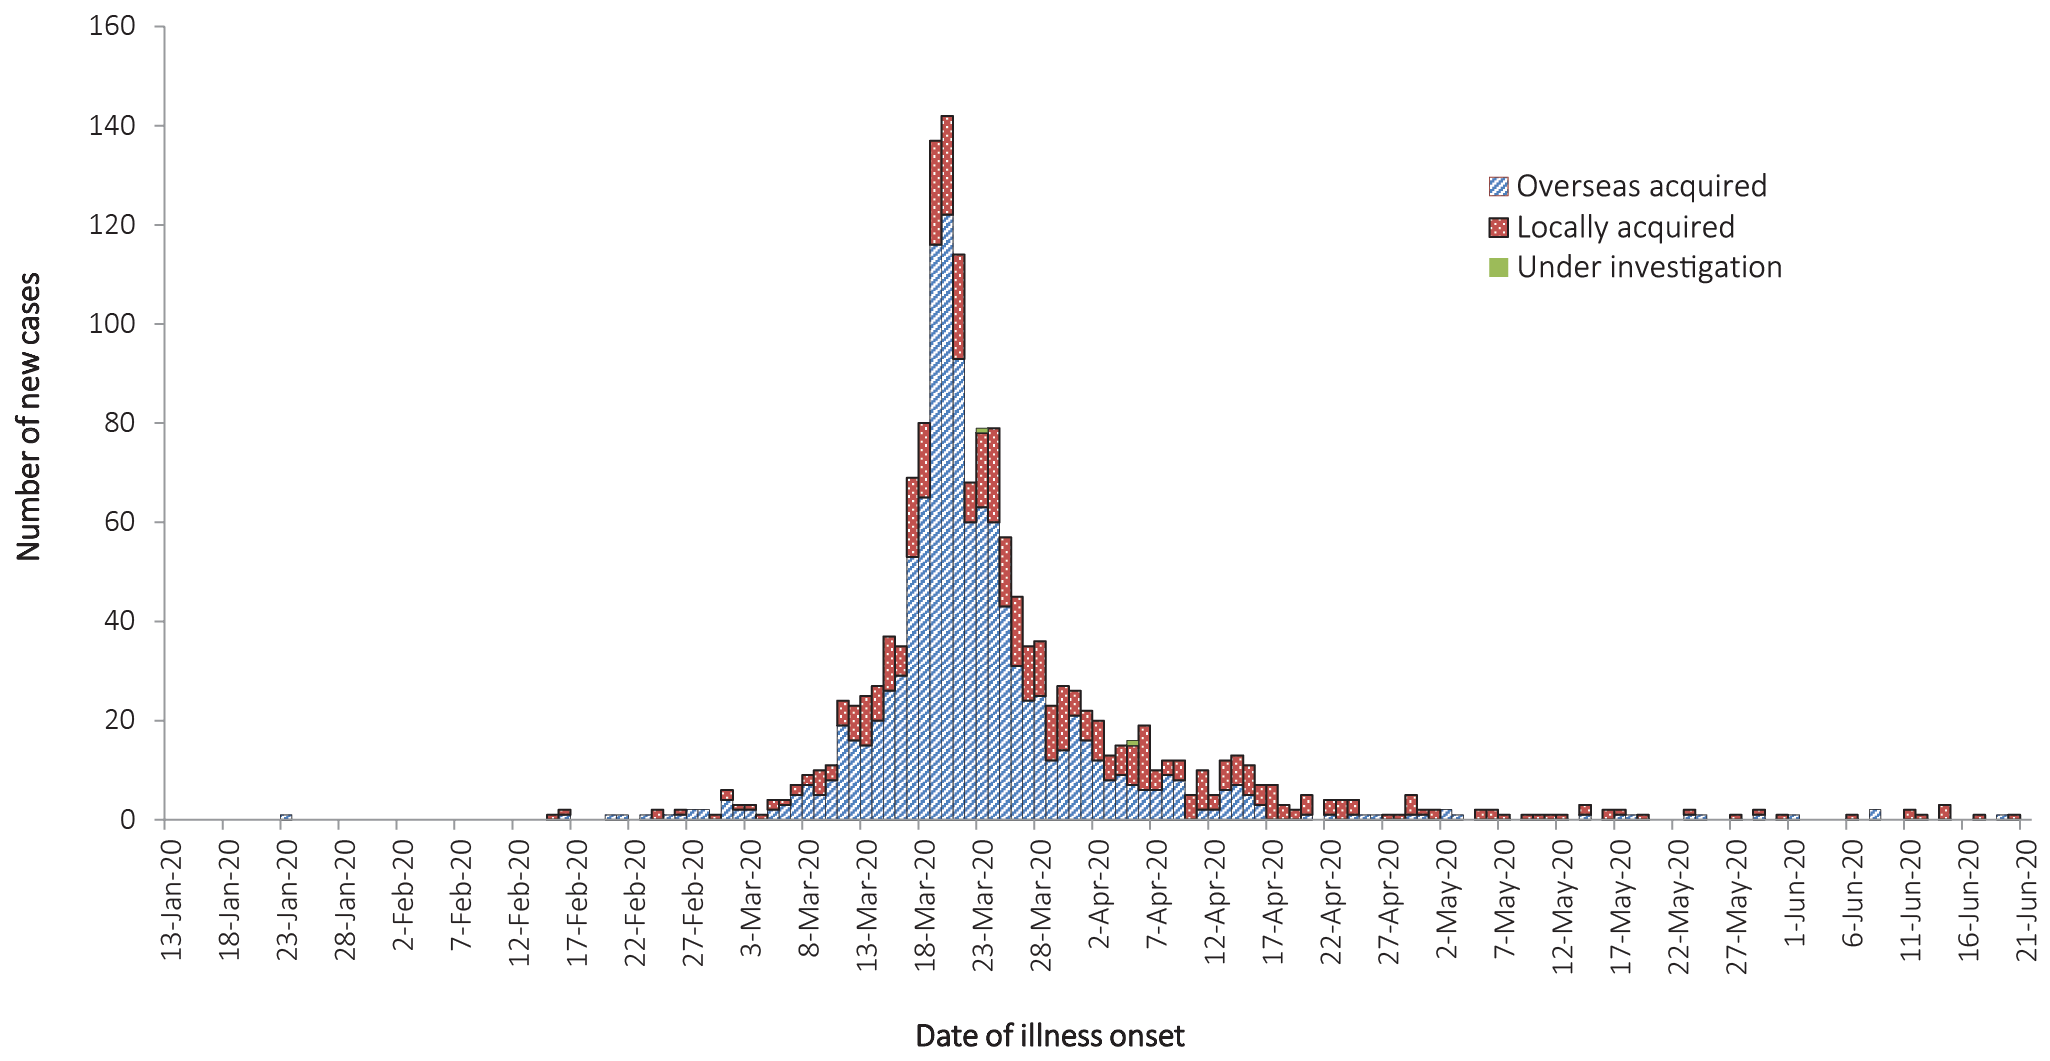 160
140
120
100
80
60
40
20
0
Number of new cases
Overseas acquired
Locally acquired
Under investigation
13-Jan-20
18-Jan-20
23-Jan-20
28-Jan-20
2-Feb-20
7-Feb-20
12-Feb-20
17-Feb-20
22-Feb-20
27-Feb-20
3-Mar-20
8-Mar-20
13-Mar-20
18-Mar-20
23-Mar-20
28-Mar-20
2-Apr-20
7-Apr-20
12-Apr-20
17-Apr-20
22-Apr-20
27-Apr-20
2-May-20
7-May-20
12-May-20
17-May-20
22-May-20
27-May-20
1-Jun-20
6-Jun-20
11-Jun-20
16-Jun-20
21-Jun-20
Date of illness onset